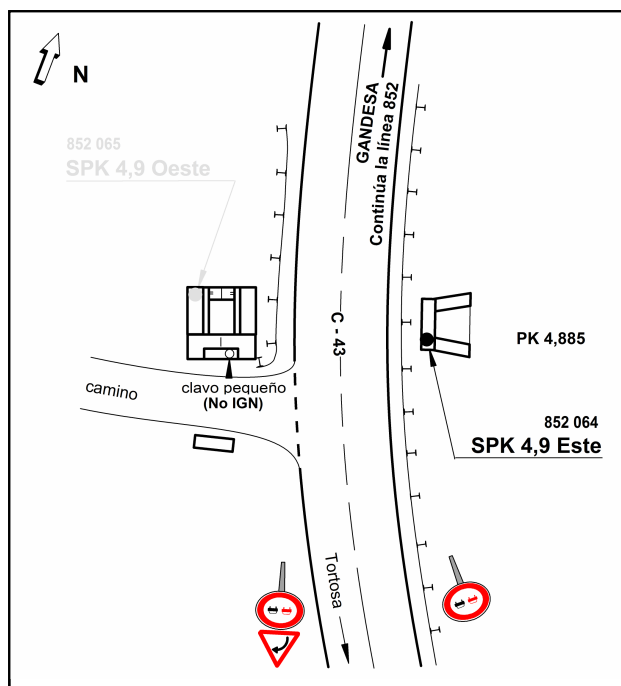 N
852 065
SPK 4,9 Oeste
GANDESA
Continúa la línea 852
C - 43
PK 4,885
camino
clavo pequeño
(No IGN)
852 064
SPK 4,9 Este
Tortosa